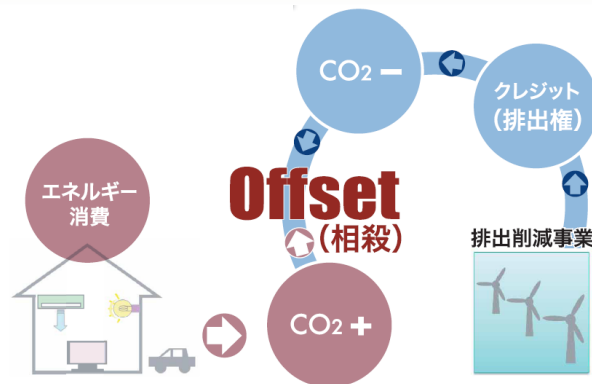 CO2 −
クレジット
（排出権）
エネルギー
消費
Offset
（相殺）
排出削減事業
CO2 +